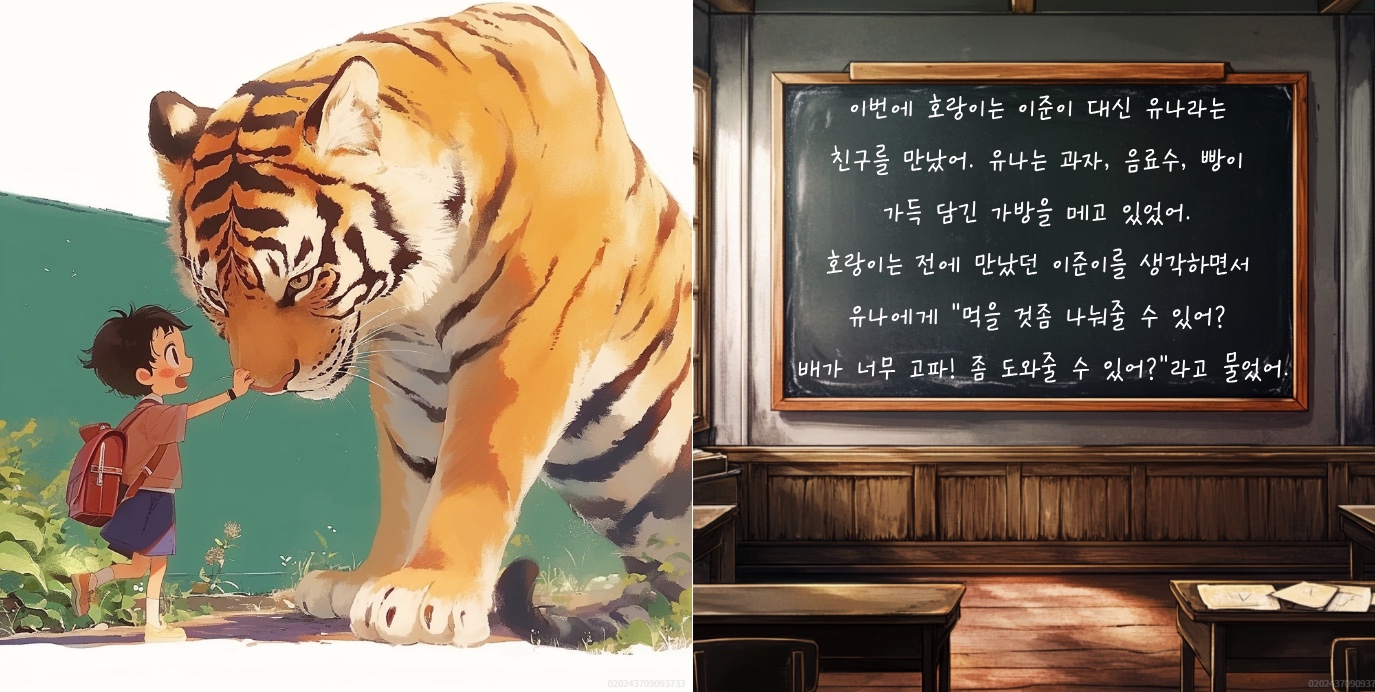 이번에 호랑이는 이준이 대신 유나라는
친구를 만났어. 유나는 과자, 음료수, 빵이
가득 담긴 가방을 메고 있었어.
호랑이는 전에 만났던 이준이를 생각하면서
유나에게 "먹을 것좀 나눠줄 수 있어?
배가 너무 고파! 좀 도와줄 수 있어?"라고 물었어.